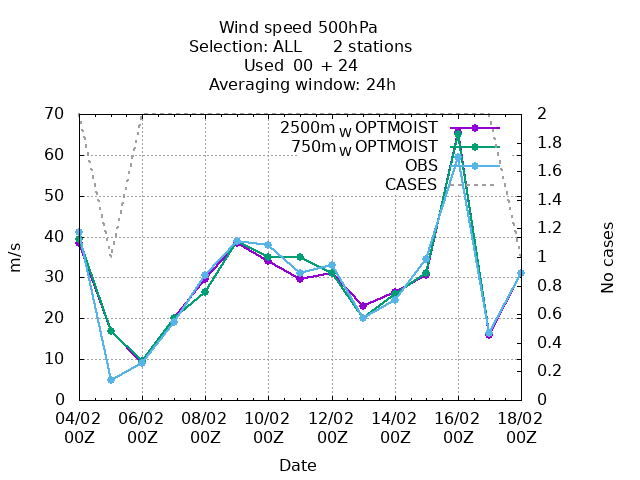 Wind speed 500hPa
Selection: ALL 2 stations
Used 00 + 24
Averaging window: 24h
70 2
60 1.8
50 1.6
40 1.4
30 1.2
20 1
10 0.8
0 0.6
0.4
0.2
0
2500m W OPTMOIST
750m W OPTMOIST
OBS
CASES
m/s
No cases
04/02 06/02 08/02 10/02 12/02 14/02 16/02 18/02
00Z 00Z 00Z 00Z 00Z 00Z 00Z 00Z
Date